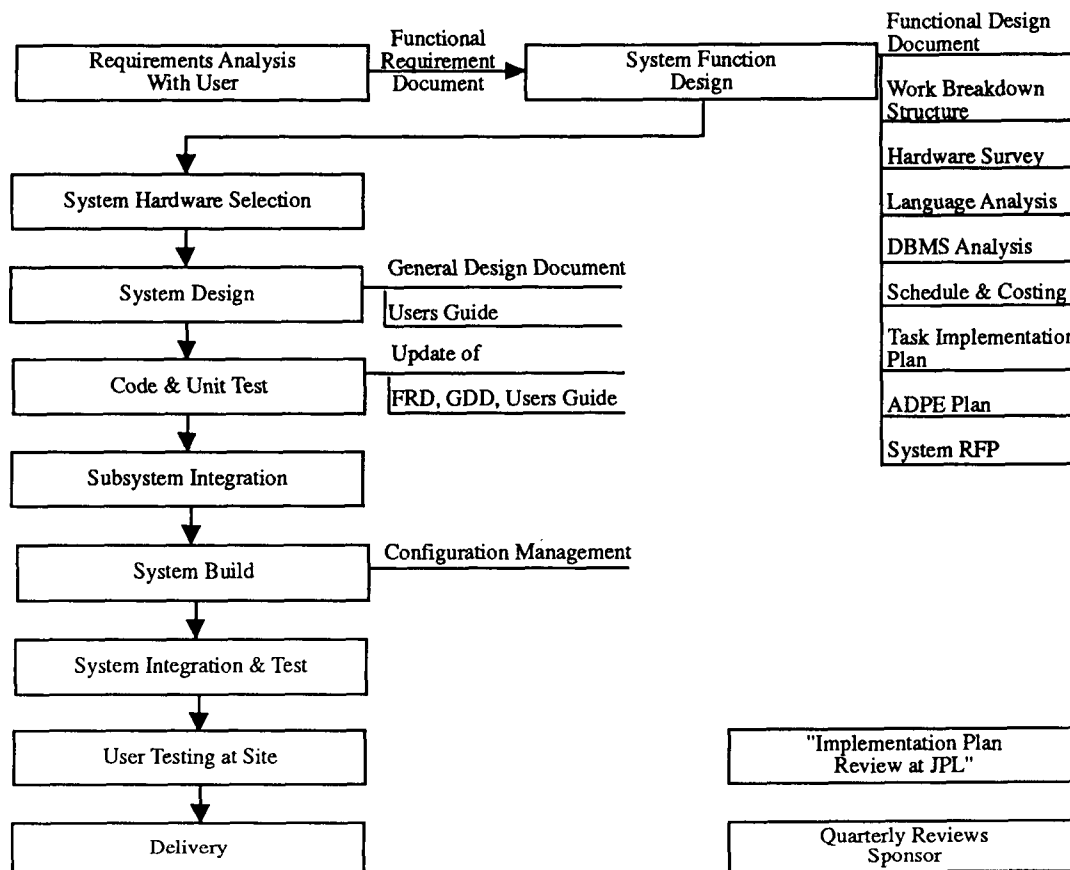 Requirements Analysis
With User
Functional
Requirement
Document
System Function
Design
Functional Design
Document
Work Breakdown
Structure
Hardware Survey
Language Analysis
DBMS Analysis
Schedule & Costing
Task Implementation
Plan
ADPE Plan
System RFP
System Hardware Selection
System Design
General Design Document
Users Guide
Code & Unit Test
Update of
FRD, GDD, Users Guide
Subsystem Integration
System Build
Configuration Management
System Integration & Test
User Testing at Site
"Implementation Plan
Review at JPL"
Delivery
Quarterly Reviews
Sponsor